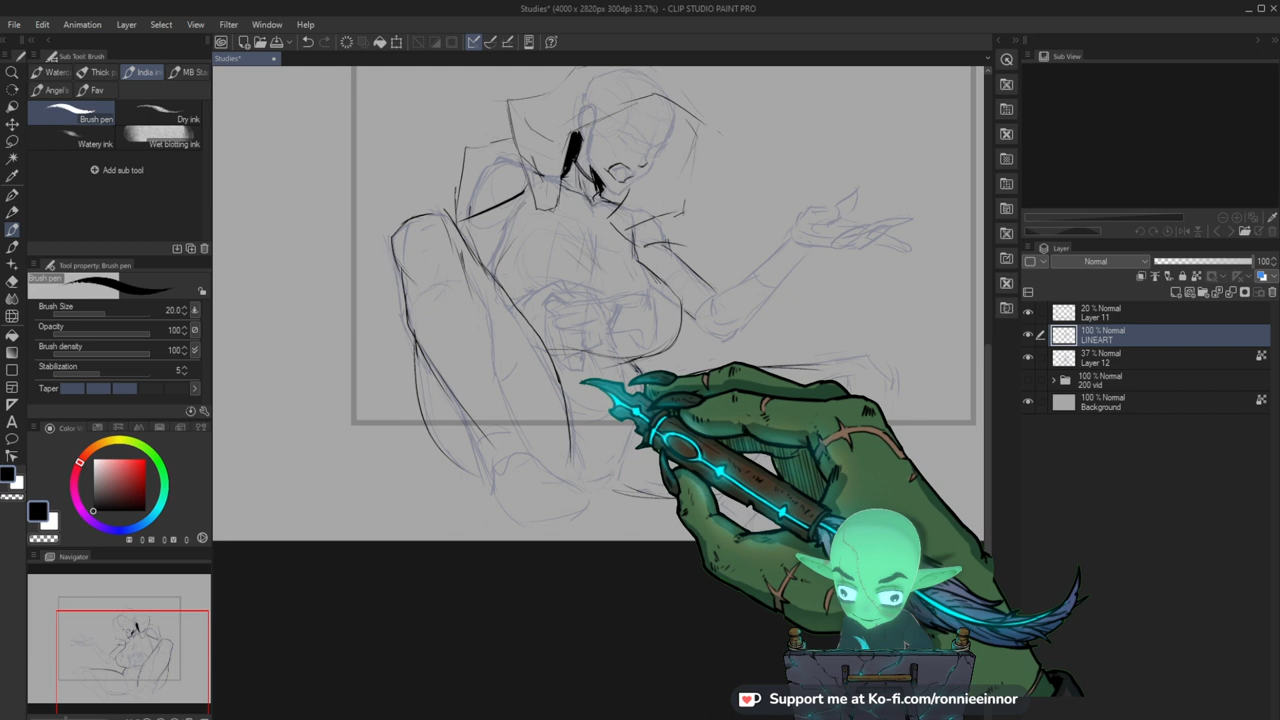 Studies* (4000 x 2820px 300dpi 33.7%) - CLIP STUDIO PAINT PRO
File Edit Animation Layer Select View Filter Window Help
Sub Tool: Brush
Studies*
Sub View
Thick
India in
MB Sta
Angel's
Fav
Brush pen
Dry ink
Watery ink
Wet blotting ink
Add sub tool
Tool property: Brush pen
Brush pen
Brush Size 20.0
Opacity 100
Brush density 100
Stabilization 5
Taper
Layer
Normal 100
20 % Normal
Layer 11
100 % Normal
LINEART
37 % Normal
Layer 12
100 % Normal
200 vid
100 % Normal
Background
Navigator
Support me at Ko-fi.com/ronnieeinnor